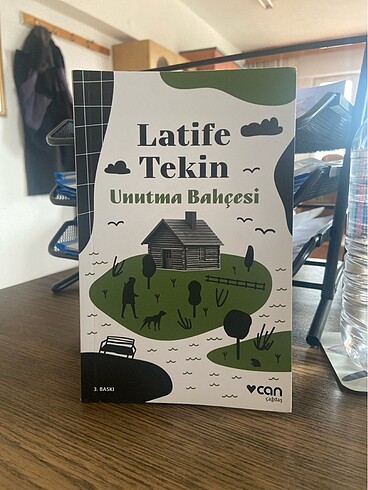 Latife
Tekin
Unutma Bahçesi
3. BASKI
can
çağdaş